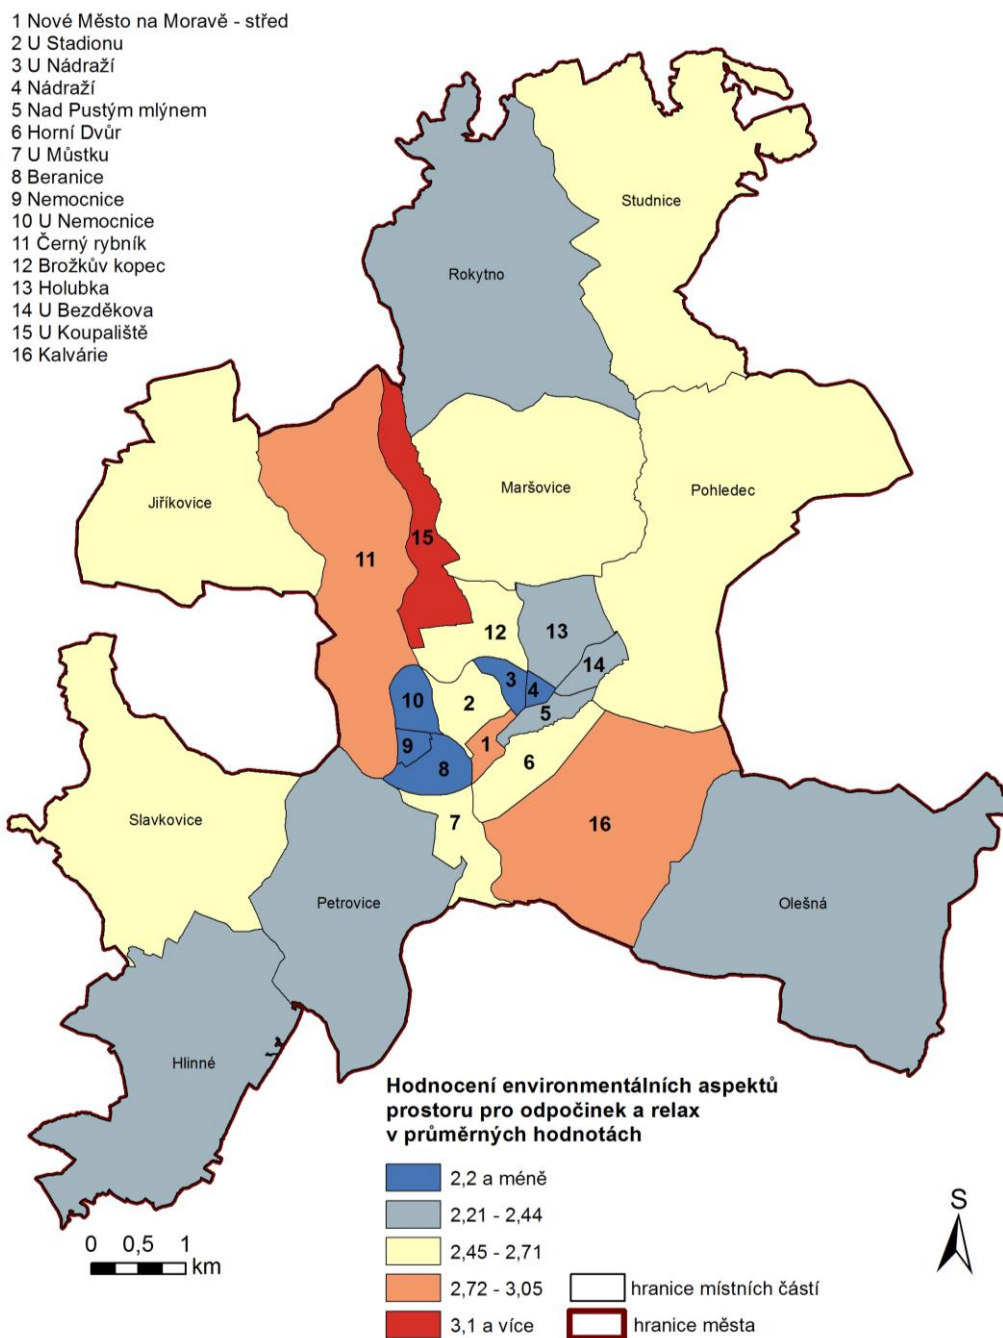 1 Nové Město na Moravě - střed
2 U Stadionu
3 U Nádraží
4 Nádraží
5 Nad Pustým mlýnem
6 Horní Dvůr
7 U Můstku
8 Beranice
9 Nemocnice
10 U Nemocnice
11 Černý rybník
12 Brožkův kopec
13 Holubka
14 U Bezděkova
15 U Koupaliště
16 Kalvárie
Studnice
Rokytno
Jiříkovice
Maršovice
Pohledec
15
11
12
13
14
3
4
10
2
5
1
9
6
8
Slavkovice
7
16
Petrovice
Olešná
Hlinné
Hodnocení environmentálních aspektů
prostoru pro odpočinek a relax
v průměrných hodnotách
2,2 a méně
2,21 - 2,44
2,45 - 2,71
2,72 - 3,05
3,1 a více
hranice místních částí
hranice města
0 0,5 1
km
S